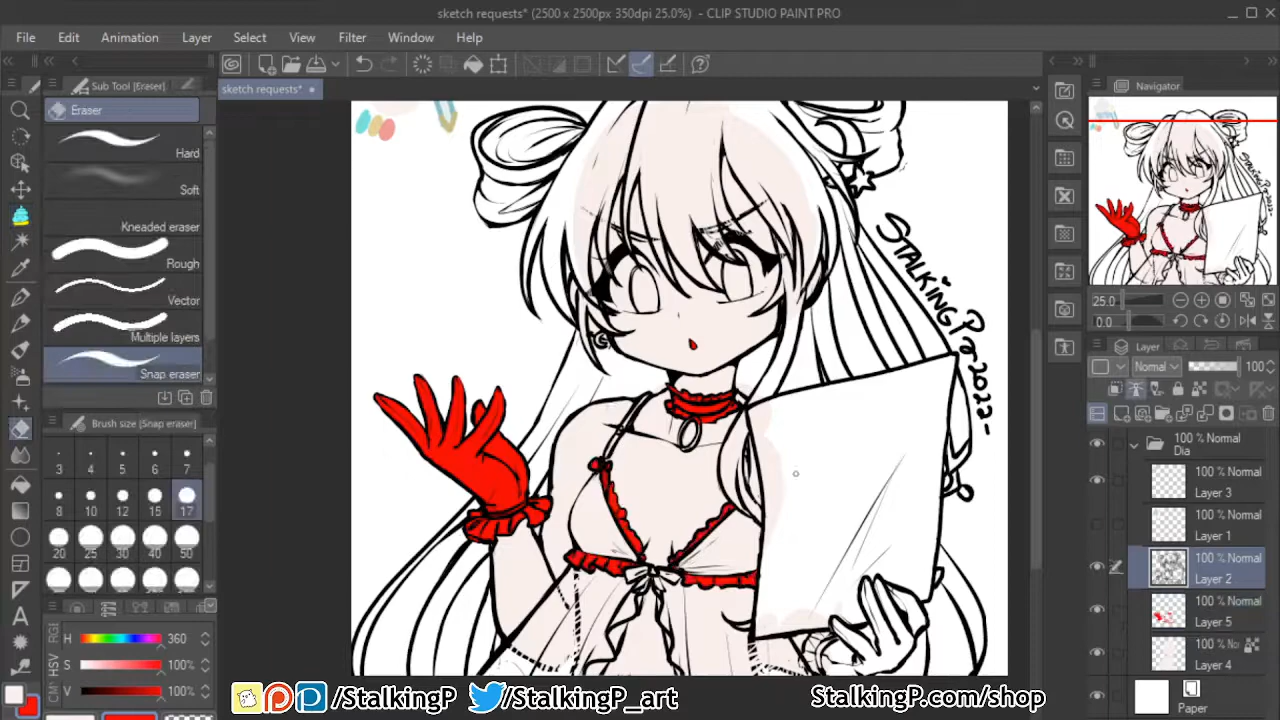 sketch requests* (2500 x 2500px 350dpi 25.0%) - CLIP STUDIO PAINT PRO
File Edit Animation Layer Select View Filter Window Help
Sub Tool [Eraser]
sketch requests*
Navigator
Eraser
Hard
Soft
Kneaded eraser
Rough
Vector
Multiple layers
Snap eraser
Brush size [Snap eraser]
3 4 5 6 7
8 10 12 15 17
20 25 30 40 50
H 360
S 100%
V 100%
RG
HSV
CM
25.0
0.0
Layer
Normal 100
100 % Normal
Dia
100 % Normal
Layer 3
100 % Normal
Layer 1
100 % Normal
Layer 2
100 % Normal
Layer 5
100 % No
Layer 4
Paper
STALKINGP 2022-
/StalkingP /StalkingP_art StalkingP.com/shop